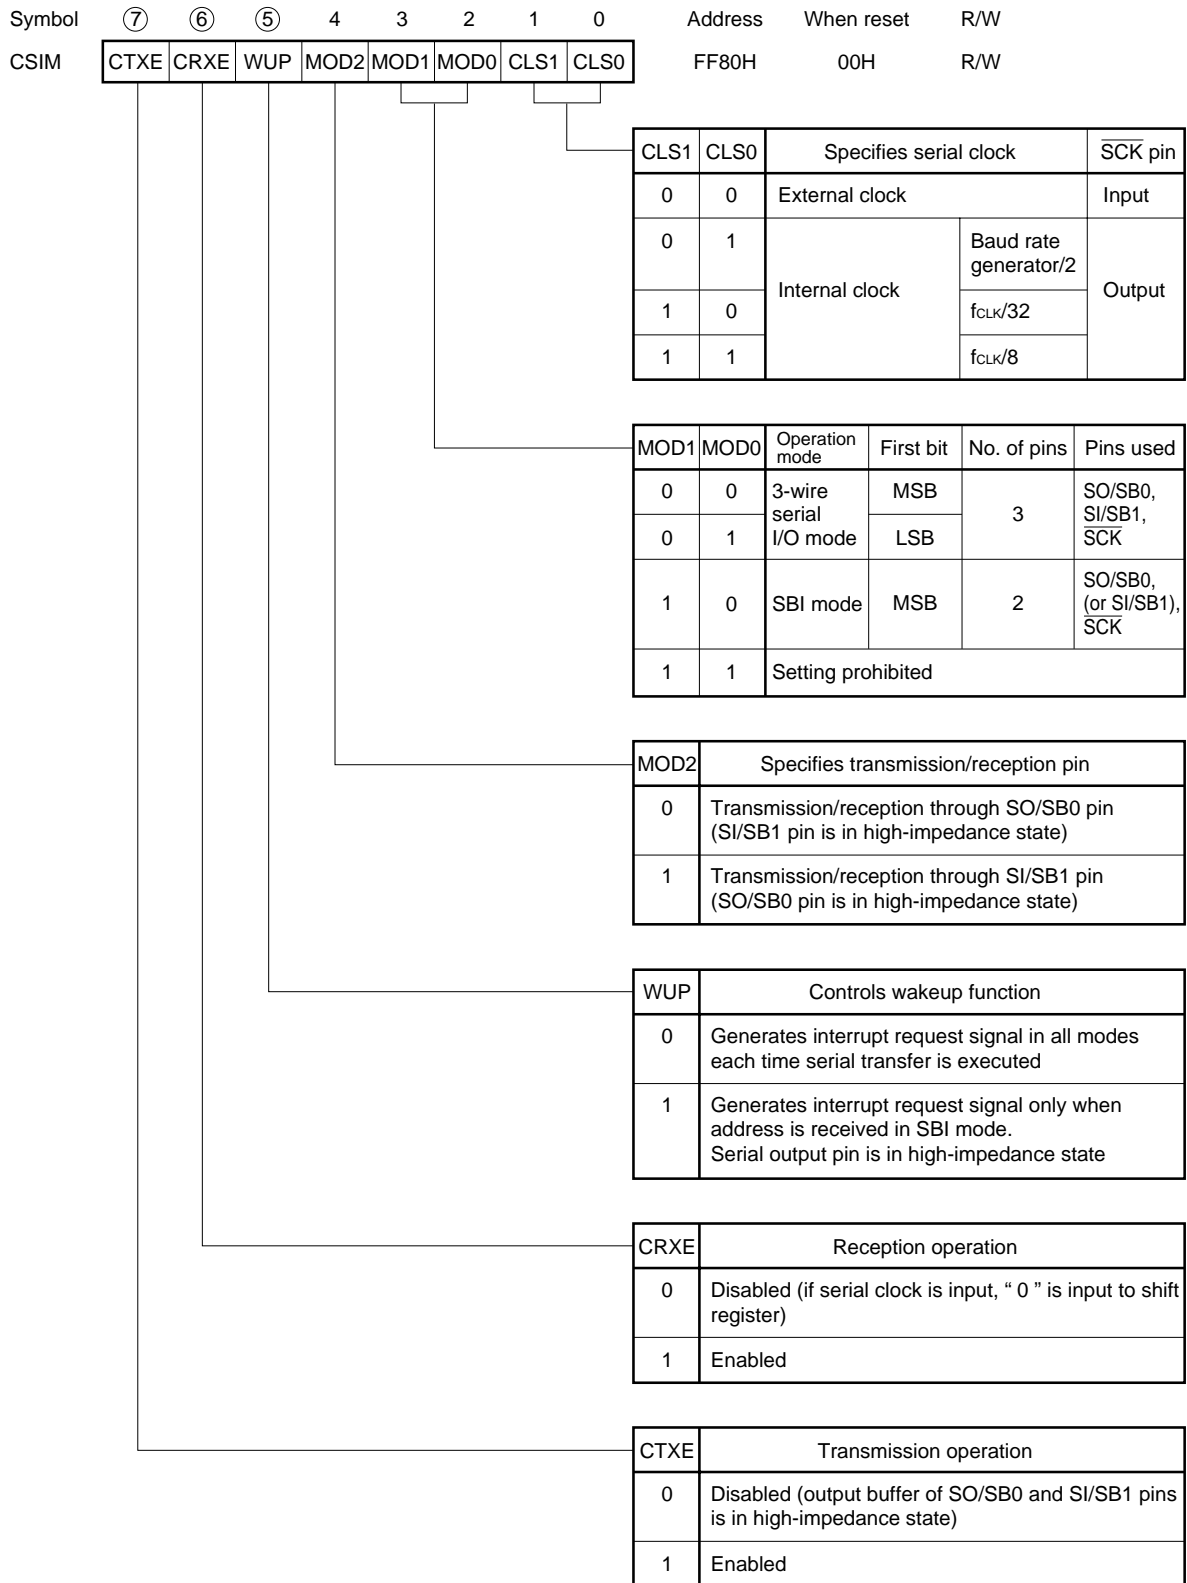 Symbol ⑦ ⑥ ⑤ 4 3 2 1 0 Address When reset R/W
CSIM CTXE CRXE WUP MOD2 MOD1 MOD0 CLS1 CLS0 FF80H 00H R/W
CLS1 CLS0 Specifies serial clock SCK pin
0 0 External clock Input
0 1 Internal clock Baud rate generator/2 Output
1 0 fCLK/32
1 1 fCLK/8
MOD1 MOD0 Operation mode First bit No. of pins Pins used
0 0 3-wire serial I/O mode MSB 3 SO/SB0, SI/SB1, SCK
0 1 LSB
1 0 SBI mode MSB 2 SO/SB0, (or SI/SB1), SCK
1 1 Setting prohibited
MOD2 Specifies transmission/reception pin
0 Transmission/reception through SO/SB0 pin
(SI/SB1 pin is in high-impedance state)
1 Transmission/reception through SI/SB1 pin
(SO/SB0 pin is in high-impedance state)
WUP Controls wakeup function
0 Generates interrupt request signal in all modes
each time serial transfer is executed
1 Generates interrupt request signal only when
address is received in SBI mode.
Serial output pin is in high-impedance state
CRXE Reception operation
0 Disabled (if serial clock is input, “ 0 ” is input to shift
register)
1 Enabled
CTXE Transmission operation
0 Disabled (output buffer of SO/SB0 and SI/SB1 pins
is in high-impedance state)
1 Enabled